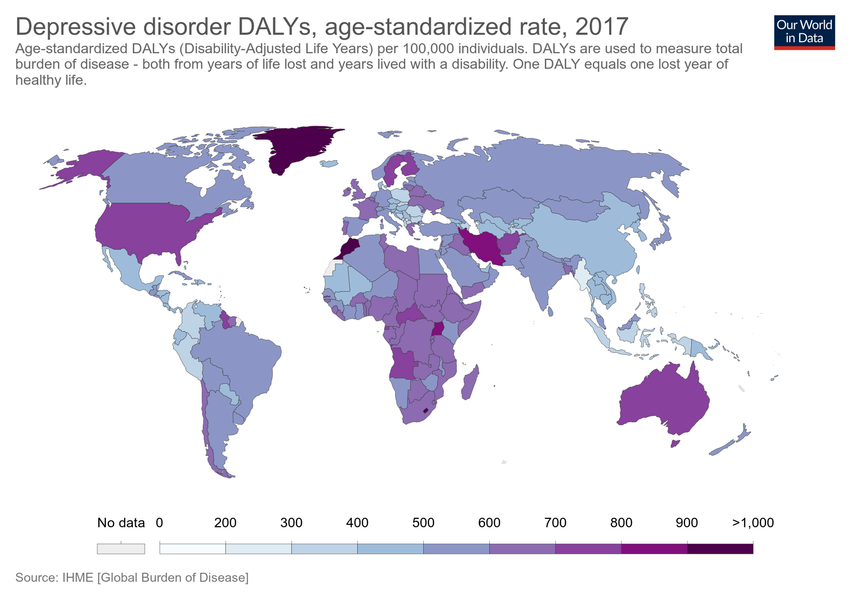 Depressive disorder DALYs, age-standardized rate, 2017
Our World
in Data
Age-standardized DALYs (Disability-Adjusted Life Years) per 100,000 individuals. DALYs are used to measure total
burden of disease - both from years of life lost and years lived with a disability. One DALY equals one lost year of
healthy life.
No data 0 200 300 400 500 600 700 800 900 >1,000
Source: IHME [Global Burden of Disease]